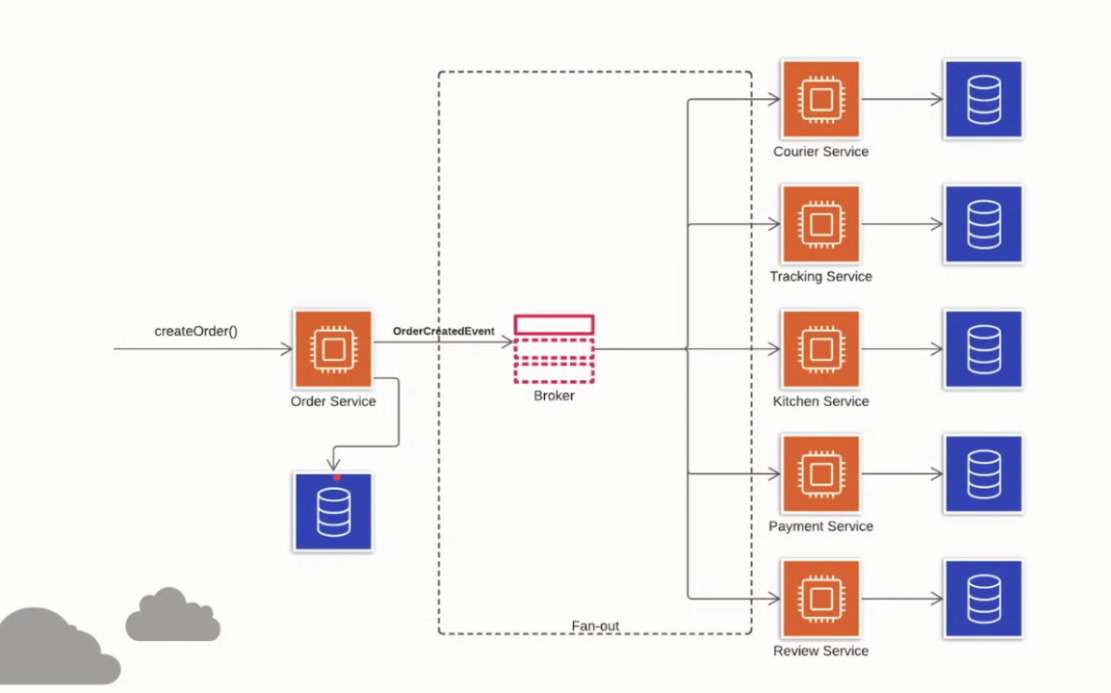 createOrder()
Order Service
OrderCreatedEvent
Broker
Fan-out
Courier Service
Tracking Service
Kitchen Service
Payment Service
Review Service